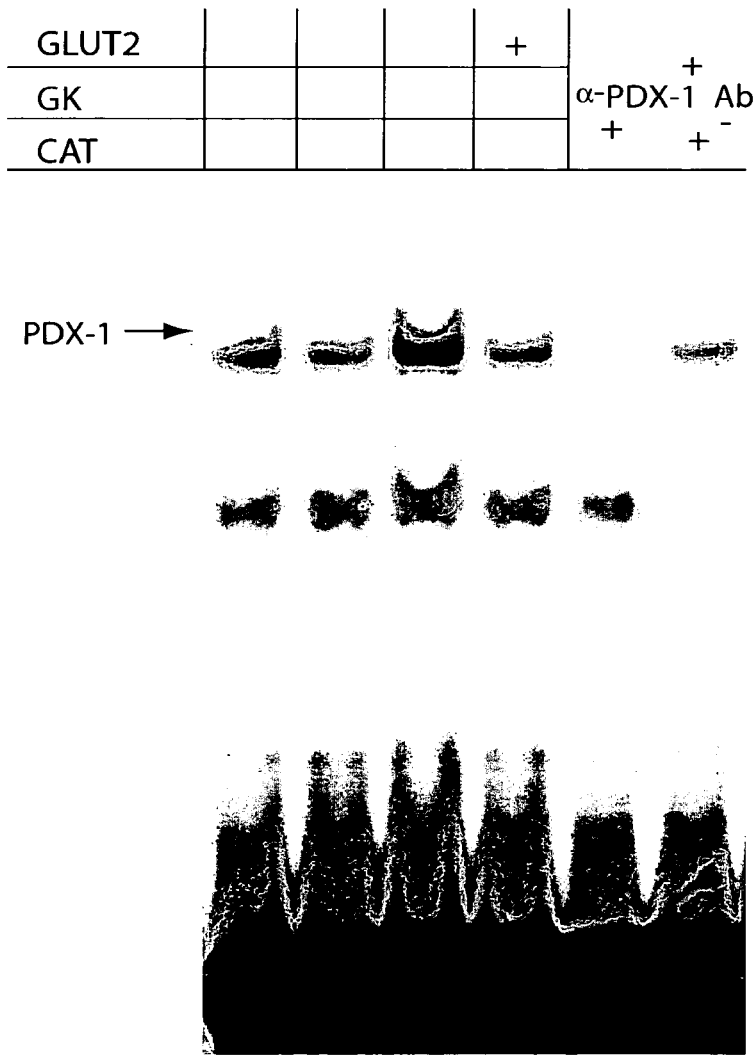 GLUT2 +
+
GK α-PDX-1 Ab
+ -
CAT +
PDX-1